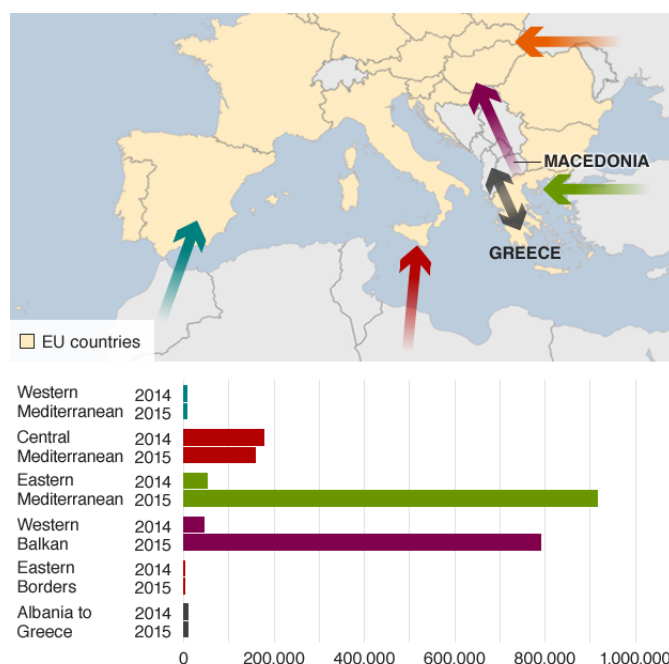 MACEDONIA
GREECE
EU countries
Western 2014
Mediterranean 2015
Central 2014
Mediterranean 2015
Eastern 2014
Mediterranean 2015
Western 2014
Balkan 2015
Eastern 2014
Borders 2015
Albania to 2014
Greece 2015
0 200.000 400.000 600.000 800.000 1.000.000